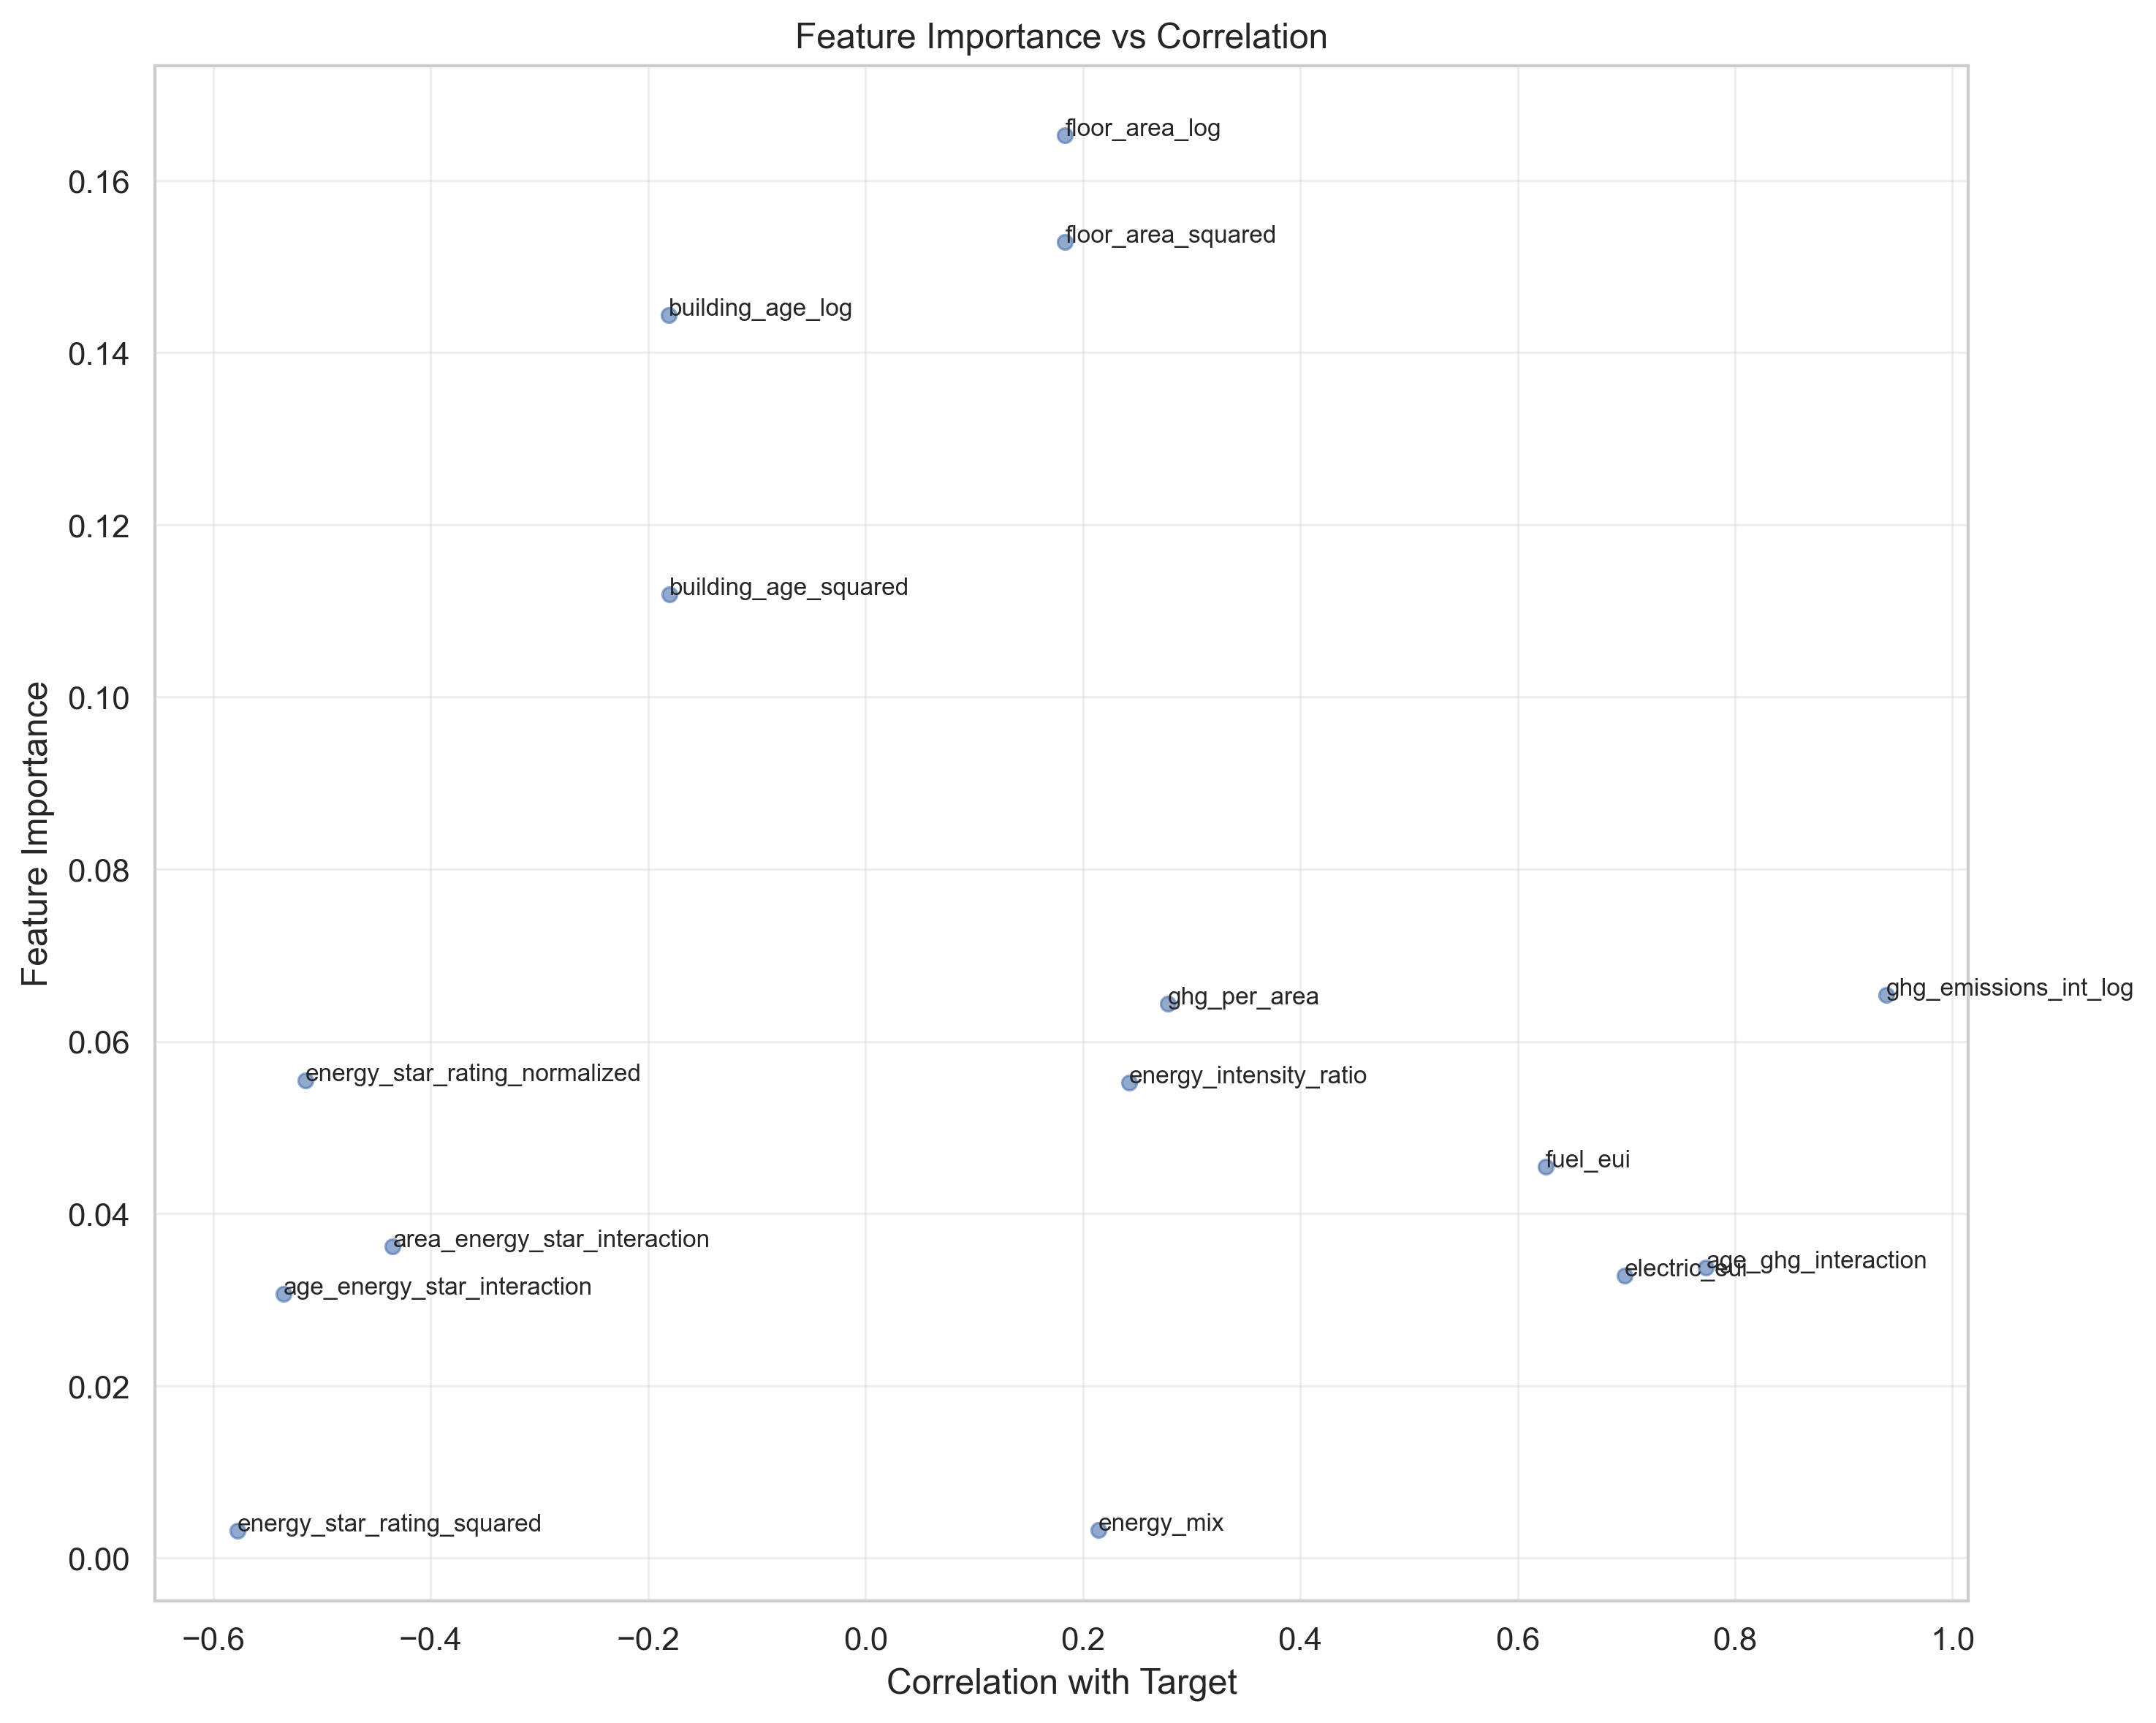 Feature Importance vs Correlation
floor_area_log
0.16
floor_area_squared
building_age_log
0.14
0.12
building_age_squared
0.10
Feature Importance
0.08
ghg_emissions_int_log
ghg_per_area
0.06
energy_star_rating_normalized
energy_intensity_ratio
fuel_eui
0.04
area_energy_star_interaction
age_ghg_interaction
electric_eui
age_energy_star_interaction
0.02
energy_star_rating_squared
energy_mix
0.00
−0.6 −0.4 −0.2 0.0 0.2 0.4 0.6 0.8 1.0
Correlation with Target